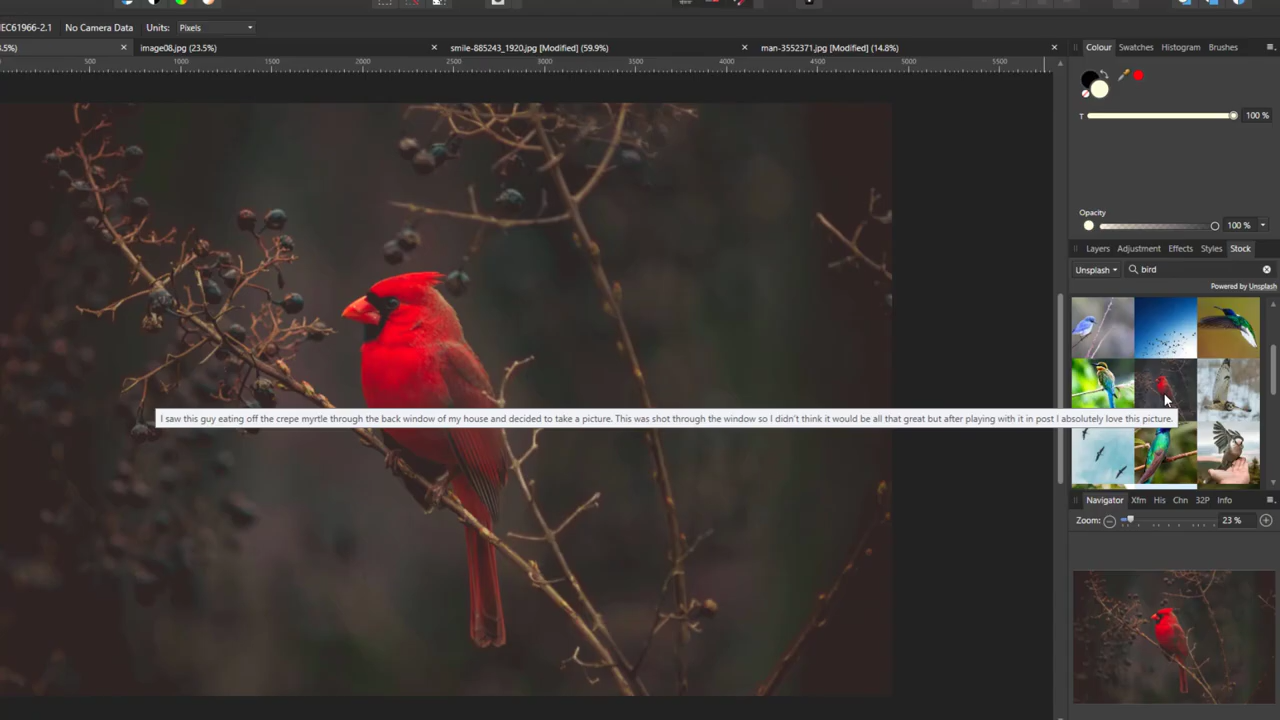 IEC61966-2.1 No Camera Data Units: Pixels
image08.jpg (23.5%) smile-885243_1920.jpg [Modified] (59.9%) man-3552371.jpg [Modified] (14.8%)
500 1000 1500 2000 2500 3000 3500 4000 4500 5000 5500
Colour Swatches Histogram Brushes
T 100 %
Opacity
100 %
Layers Adjustment Effects Styles Stock
Unsplash bird
Powered by Unsplash
I saw this guy eating off the crepe myrtle through the back window of my house and decided to take a picture. This was shot through the window so I didn't think it would be all that great but after playing with it in post I absolutely love this picture.
Navigator Xfm His Chn 32P Info
Zoom: 23 %